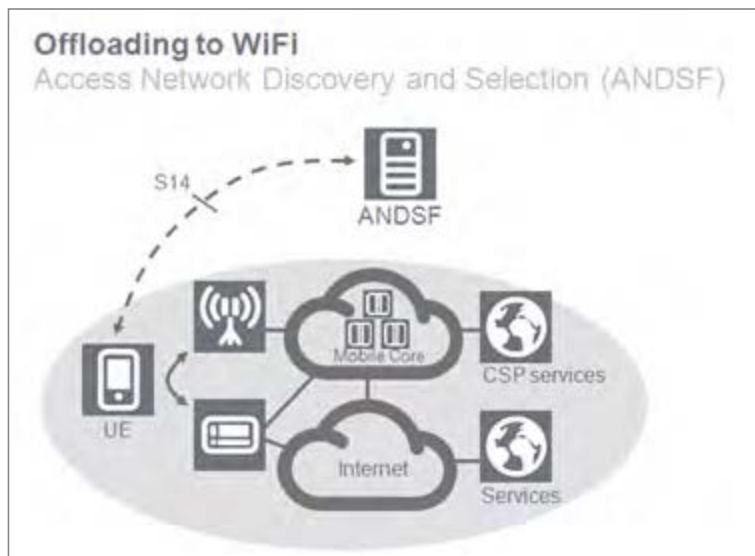 Offloading to WiFi
Access Network Discovery and Selection (ANDSF)
S14
ANDSF
Mobile Core
CSP services
UE
Internet
Services